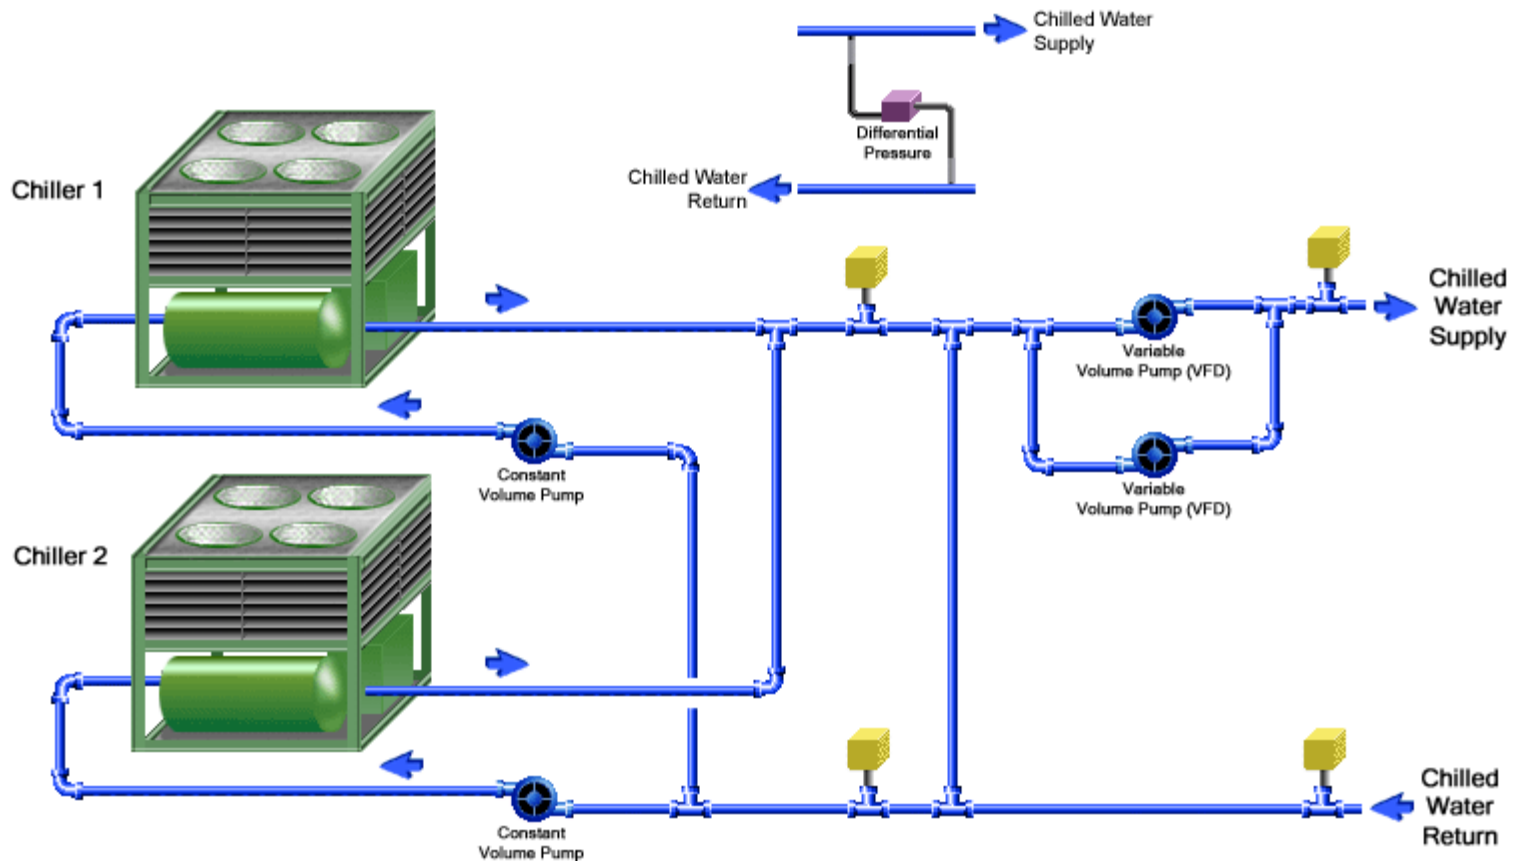 Chilled Water
Supply
Differential
Pressure
Chilled Water
Return
Chiller 1
Chilled
Water
Supply
Variable
Volume Pump (VFD)
Constant
Volume Pump
Variable
Volume Pump (VFD)
Chiller 2
Chilled
Water
Return
Constant
Volume Pump